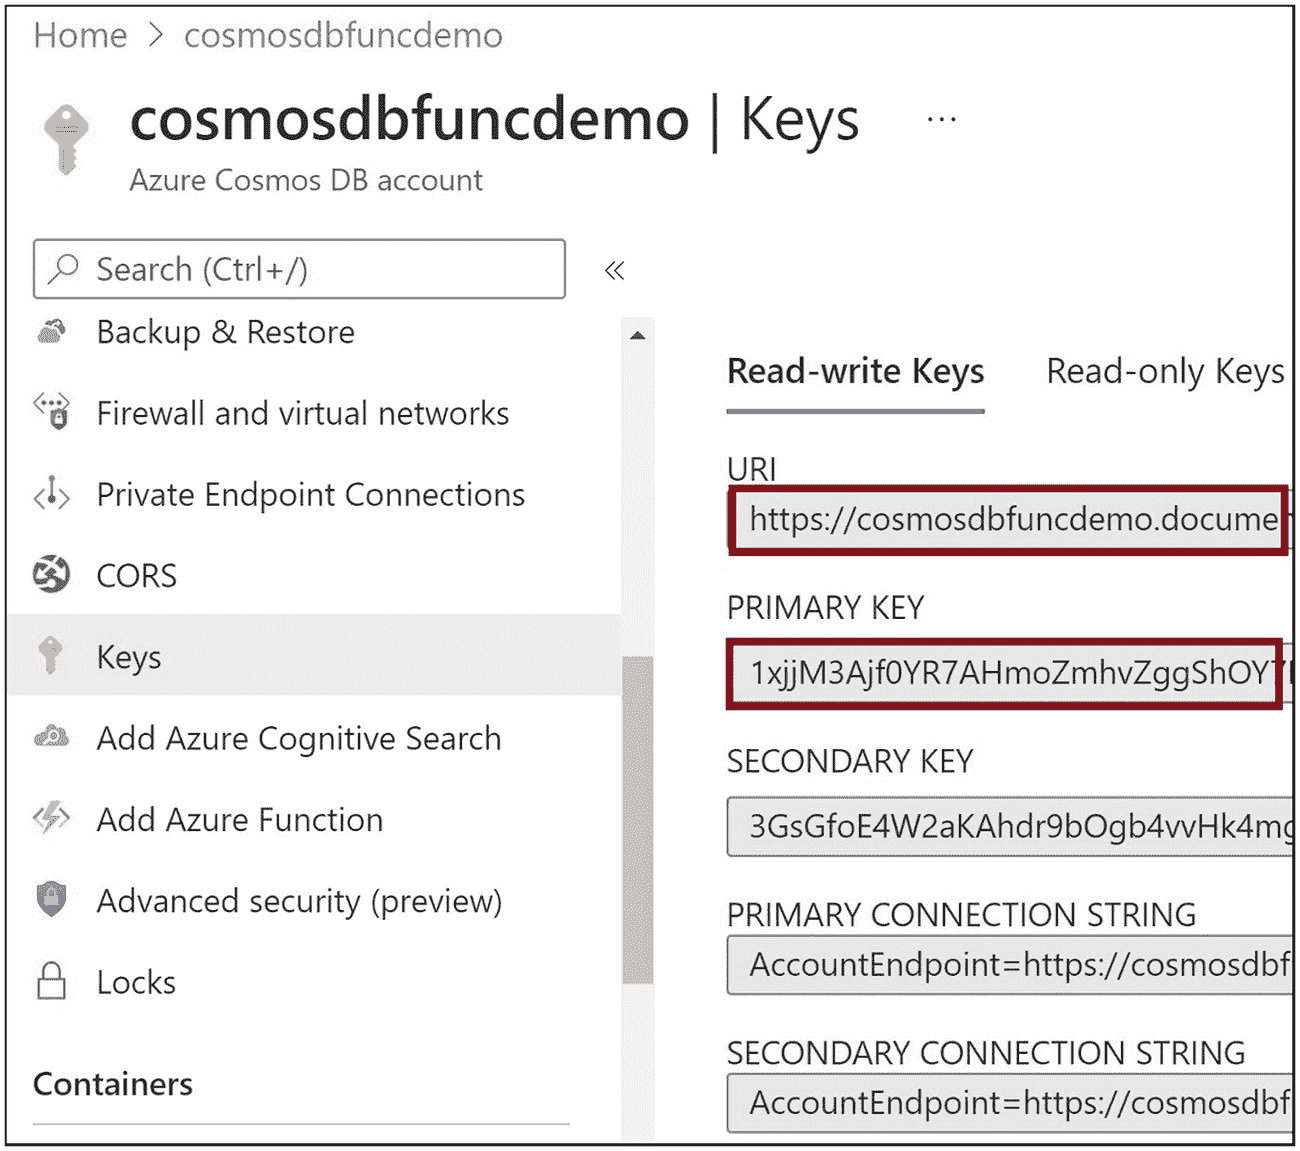 Home > cosmosdbfuncdemo
cosmosdbfuncdemo | Keys ...
Azure Cosmos DB account
Search (Ctrl+/)
«
Backup & Restore
Firewall and virtual networks
Private Endpoint Connections
CORS
Keys
Add Azure Cognitive Search
Add Azure Function
Advanced security (preview)
Locks
Containers
Read-write Keys Read-only Keys
URI
https://cosmosdbfuncdemo.docume
PRIMARY KEY
1xjjM3Ajf0YR7AHmoZmhvZggShOY7
SECONDARY KEY
3GsGfoE4W2aKAhdr9bOgb4vvHk4mg
PRIMARY CONNECTION STRING
AccountEndpoint=https://cosmosdbf
SECONDARY CONNECTION STRING
AccountEndpoint=https://cosmosdbf